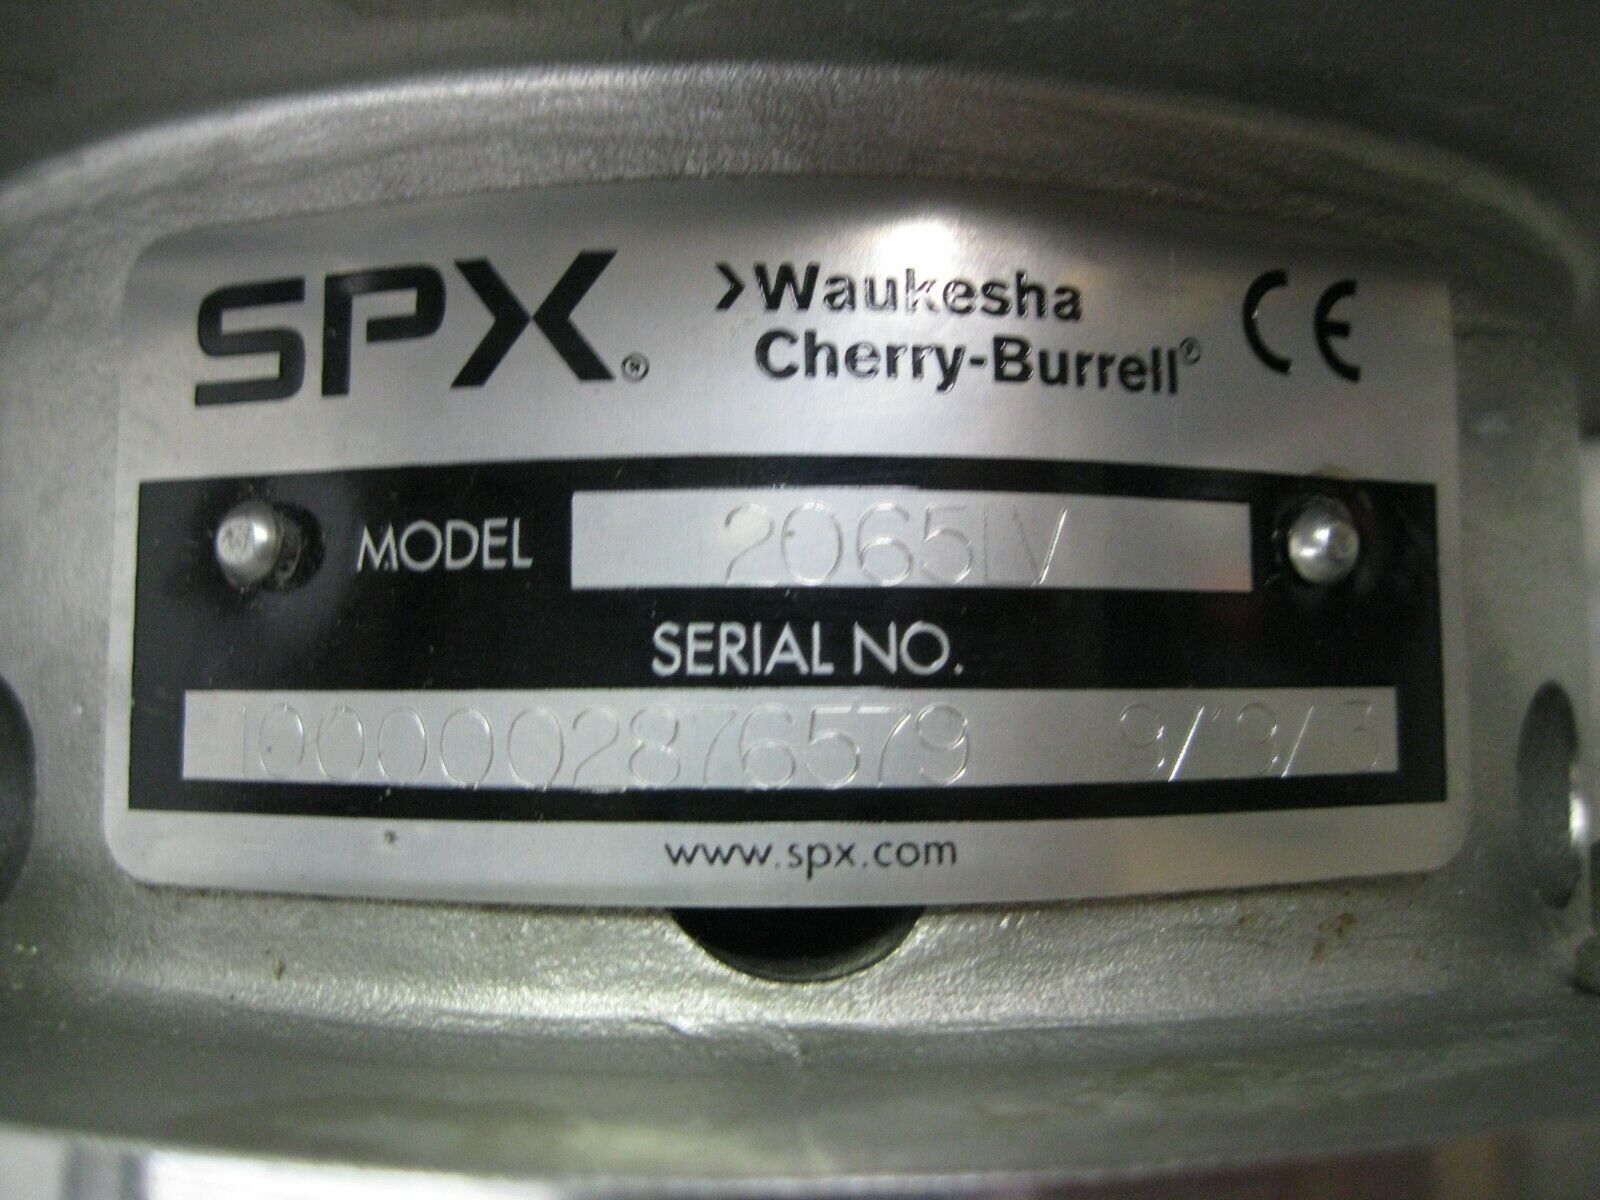 SPX®
>Waukesha
Cherry-Burrell®
CE
MODEL 2065LV
SERIAL NO.
1000002876579 9/13/13
www.spx.com